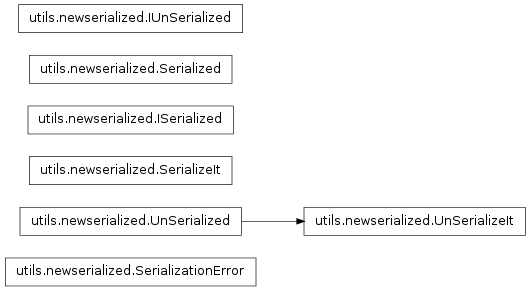 utils.newserialized.IUnSerialized
utils.newserialized.Serialized
utils.newserialized.ISerialized
utils.newserialized.SerializeIt
utils.newserialized.UnSerialized
utils.newserialized.UnSerializeIt
utils.newserialized.SerializationError